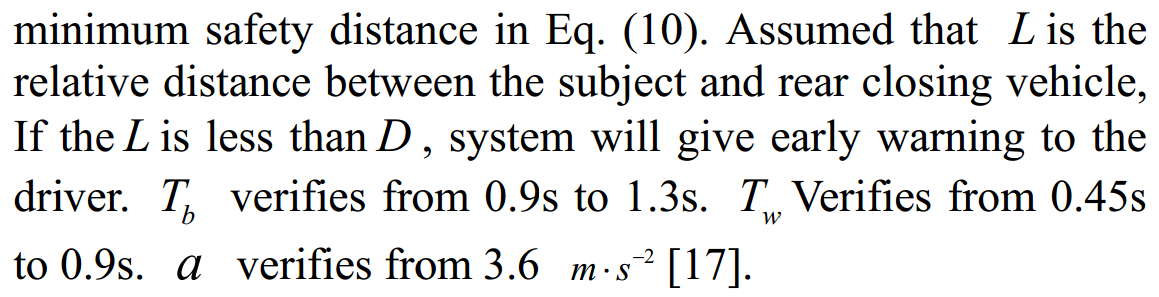 minimum safety distance in Eq. (10). Assumed that L is the
relative distance between the subject and rear closing vehicle,
If the L is less than D , system will give early warning to the
driver. T_b verifies from 0.9s to 1.3s. T_w Verifies from 0.45s
to 0.9s. a verifies from 3.6 m·s⁻² [17].